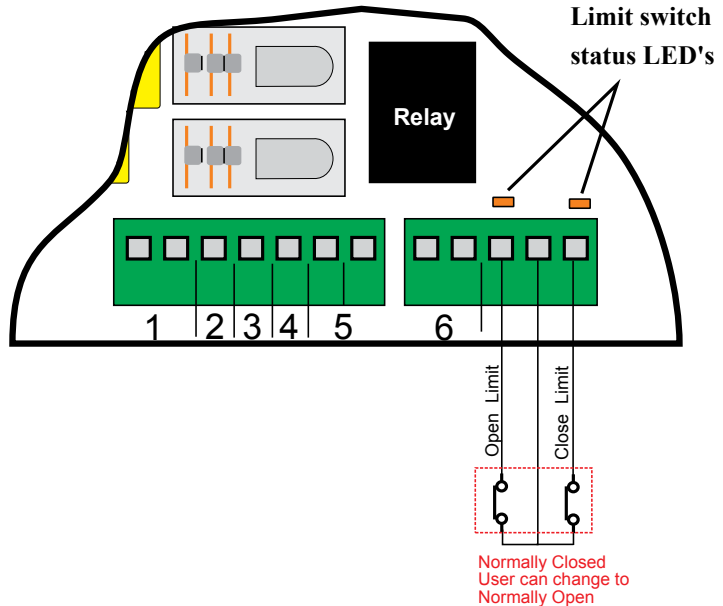 Limit switch
status LED's
Relay
1 2 3 4 5 6
Open Limit
Close Limit
Normally Closed
User can change to
Normally Open